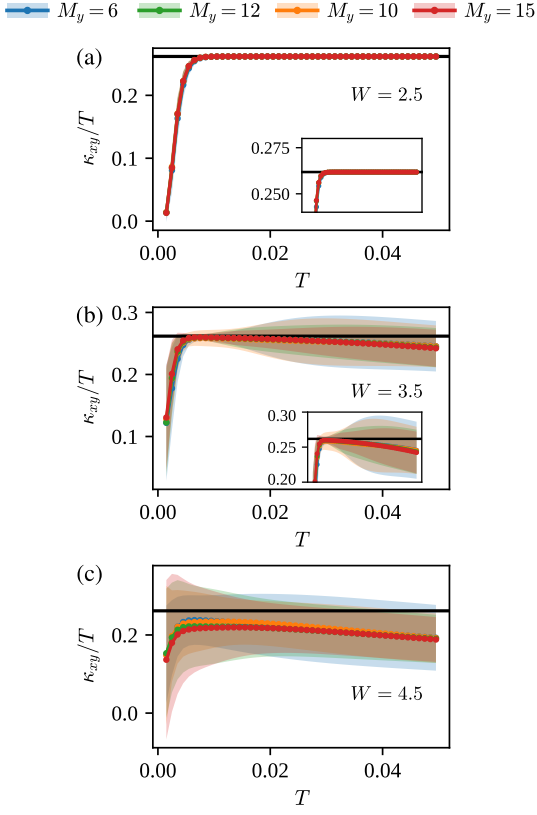 M_y = 6 M_y = 12 M_y = 10 M_y = 15
(a)
κ_xy/T
0.2
0.1
0.0
W = 2.5
0.275
0.250
0.00 0.02 0.04
T
(b)
κ_xy/T
0.3
0.2
0.1
W = 3.5
0.30
0.25
0.20
0.00 0.02 0.04
T
(c)
κ_xy/T
0.2
0.0
W = 4.5
0.00 0.02 0.04
T